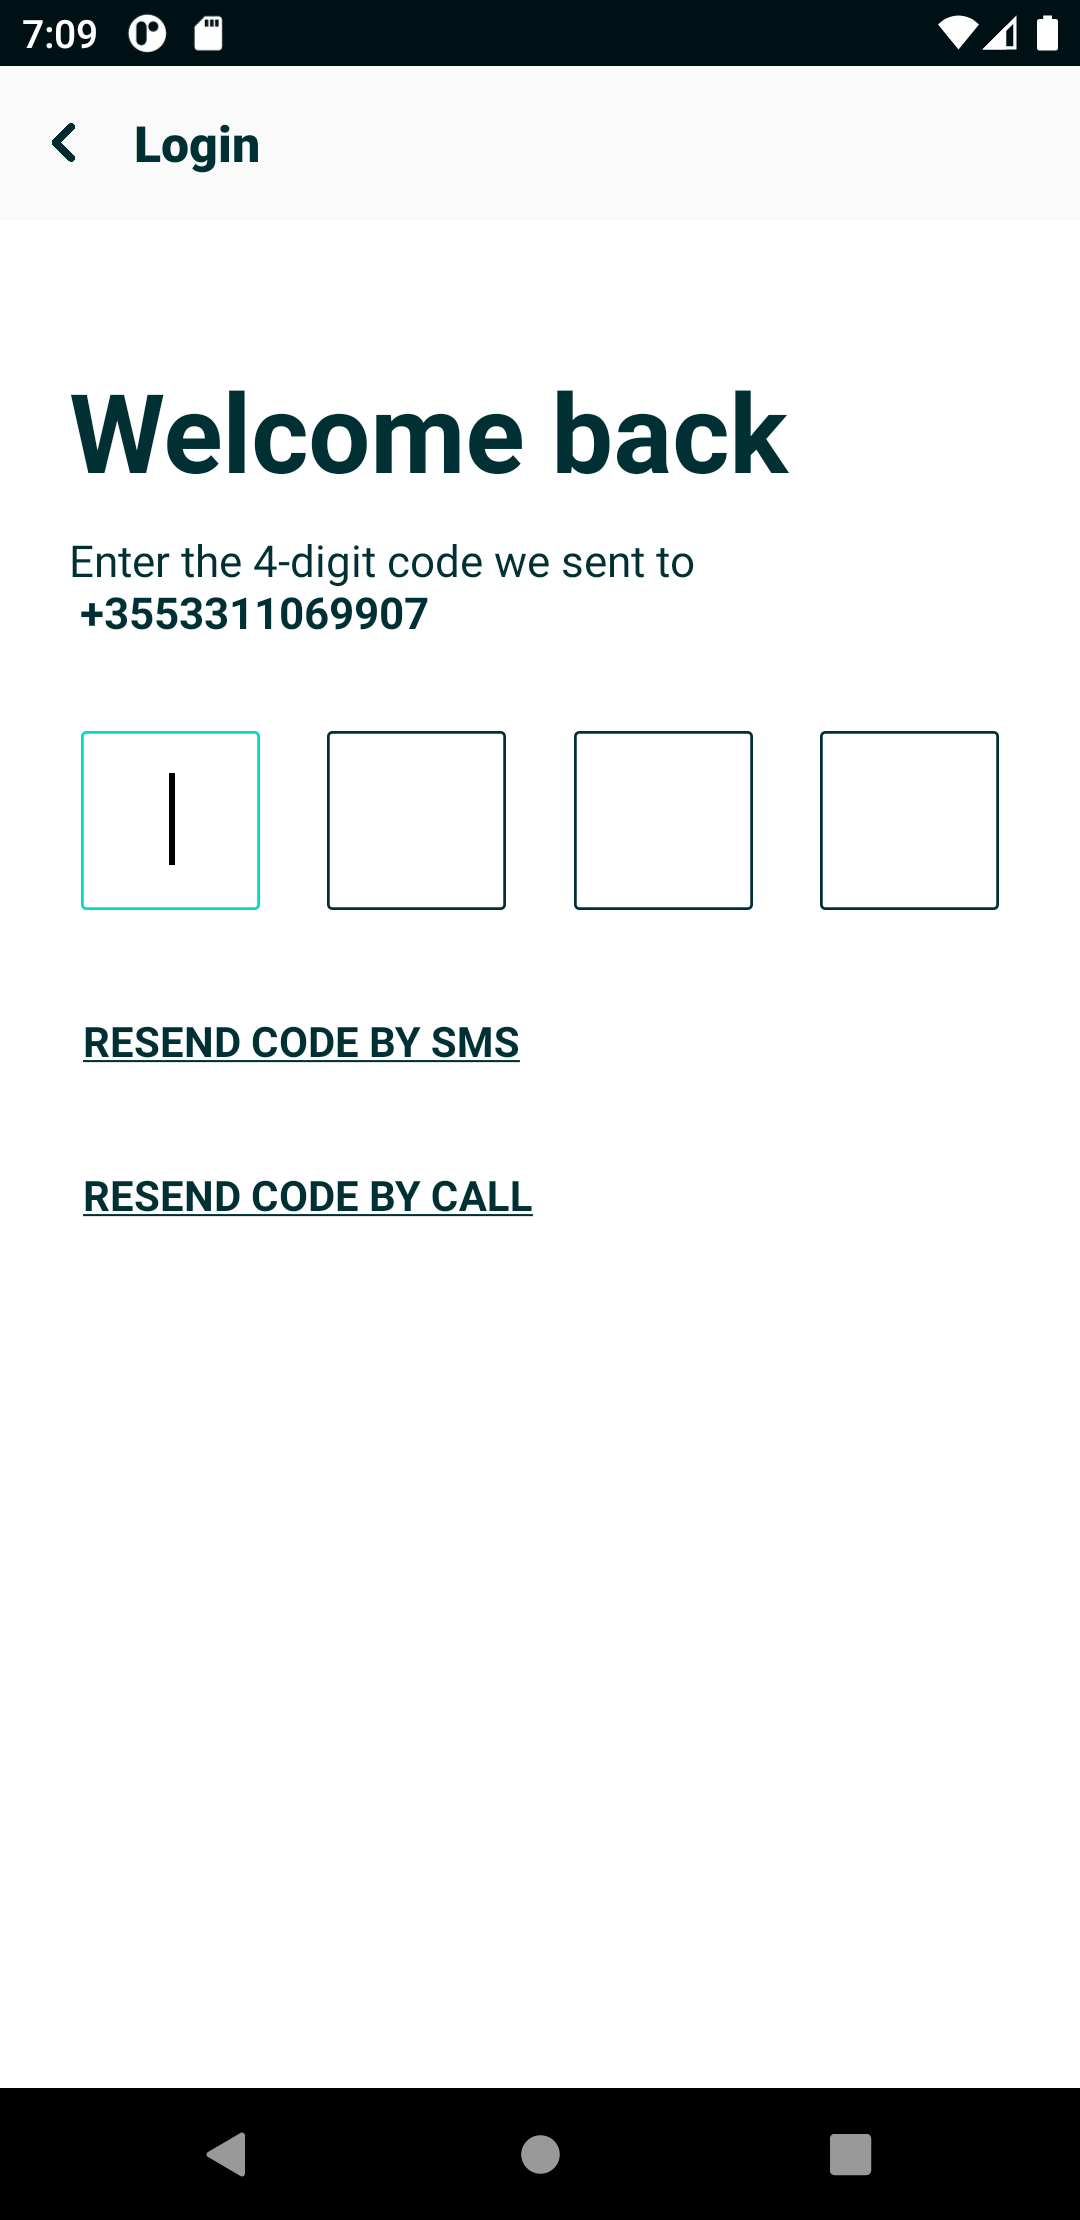 7:09
Login
Welcome back
Enter the 4-digit code we sent to
+3553311069907
RESEND CODE BY SMS
RESEND CODE BY CALL